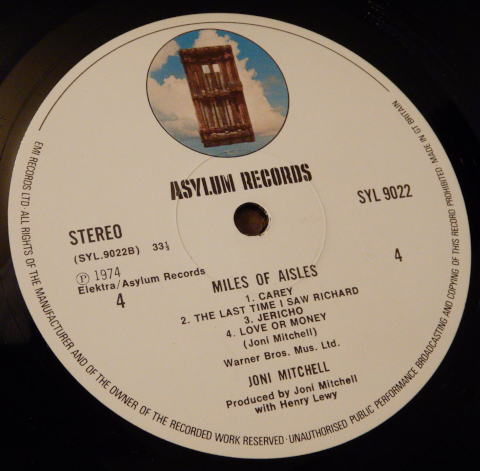 ASYLUM RECORDS
STEREO
(SYL.9022B) 33⅓
Ⓟ 1974
Elektra/Asylum Records
4
SYL 9022
4
MILES OF AISLES
1. CAREY
2. THE LAST TIME I SAW RICHARD
3. JERICHO
4. LOVE OR MONEY
(Joni Mitchell)
Warner Bros. Mus. Ltd.
JONI MITCHELL
Produced by Joni Mitchell
with Henry Lewy
EMI RECORDS LTD·ALL RIGHTS OF THE MANUFACTURER AND OF THE OWNER OF THE RECORDED WORK RESERVED·UNAUTHORISED PUBLIC PERFORMANCE BROADCASTING AND COPYING OF THIS RECORD PROHIBITED MADE IN GT BRITAIN